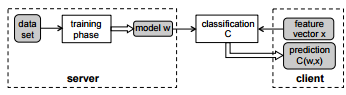 data
set
training
phase
model w
classification
C
feature
vector x
prediction
C(w,x)
server
client